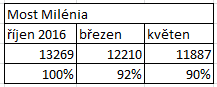 Most Milénia
říjen 2016 březen květen
13269 12210 11887
100% 92% 90%